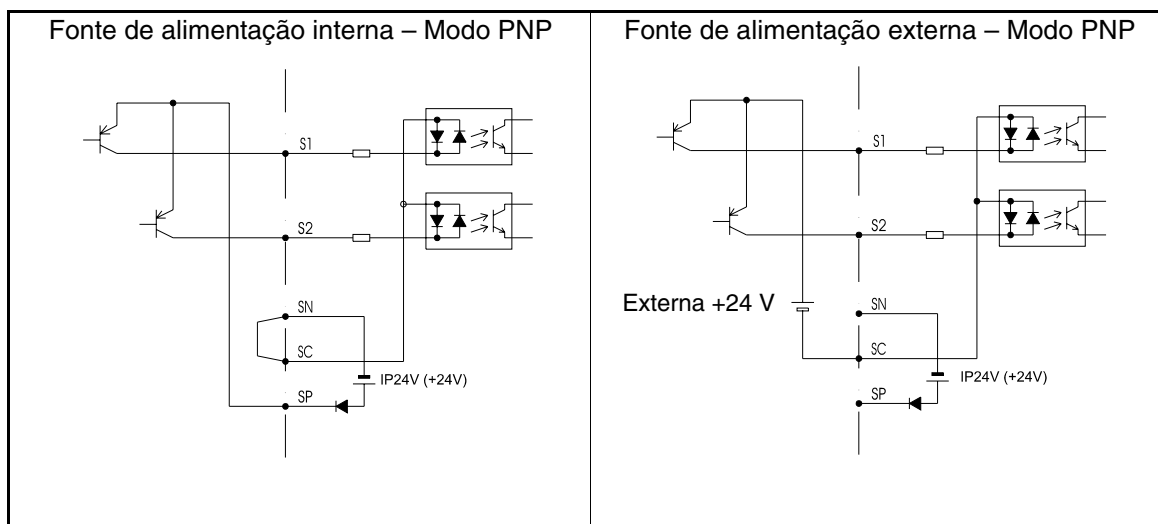 Fonte de alimentação interna – Modo PNP
S1
S2
SN
SC
IP24V (+24V)
SP
Fonte de alimentação externa – Modo PNP
S1
S2
Externa +24 V
SN
SC
IP24V (+24V)
SP